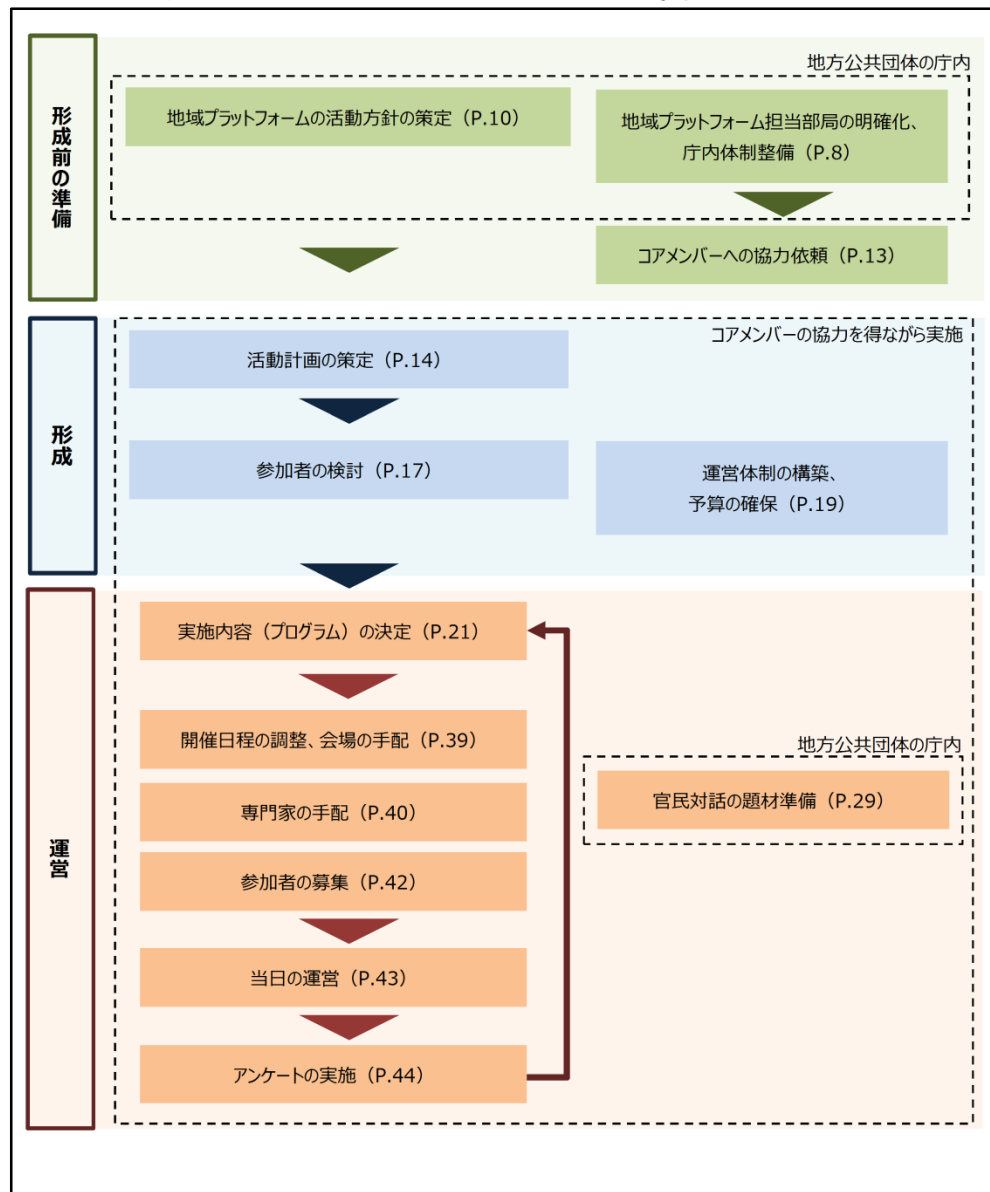 形成前の準備
地方公共団体の庁内
地域プラットフォームの活動方針の策定（P.10）
地域プラットフォーム担当部局の明確化、
庁内体制整備（P.8）
コアメンバーへの協力依頼（P.13）
形成
コアメンバーの協力を得ながら実施
活動計画の策定（P.14）
参加者の検討（P.17）
運営体制の構築、
予算の確保（P.19）
運営
実施内容（プログラム）の決定（P.21）
開催日程の調整、会場の手配（P.39）
地方公共団体の庁内
官民対話の題材準備（P.29）
専門家の手配（P.40）
参加者の募集（P.42）
当日の運営（P.43）
アンケートの実施（P.44）